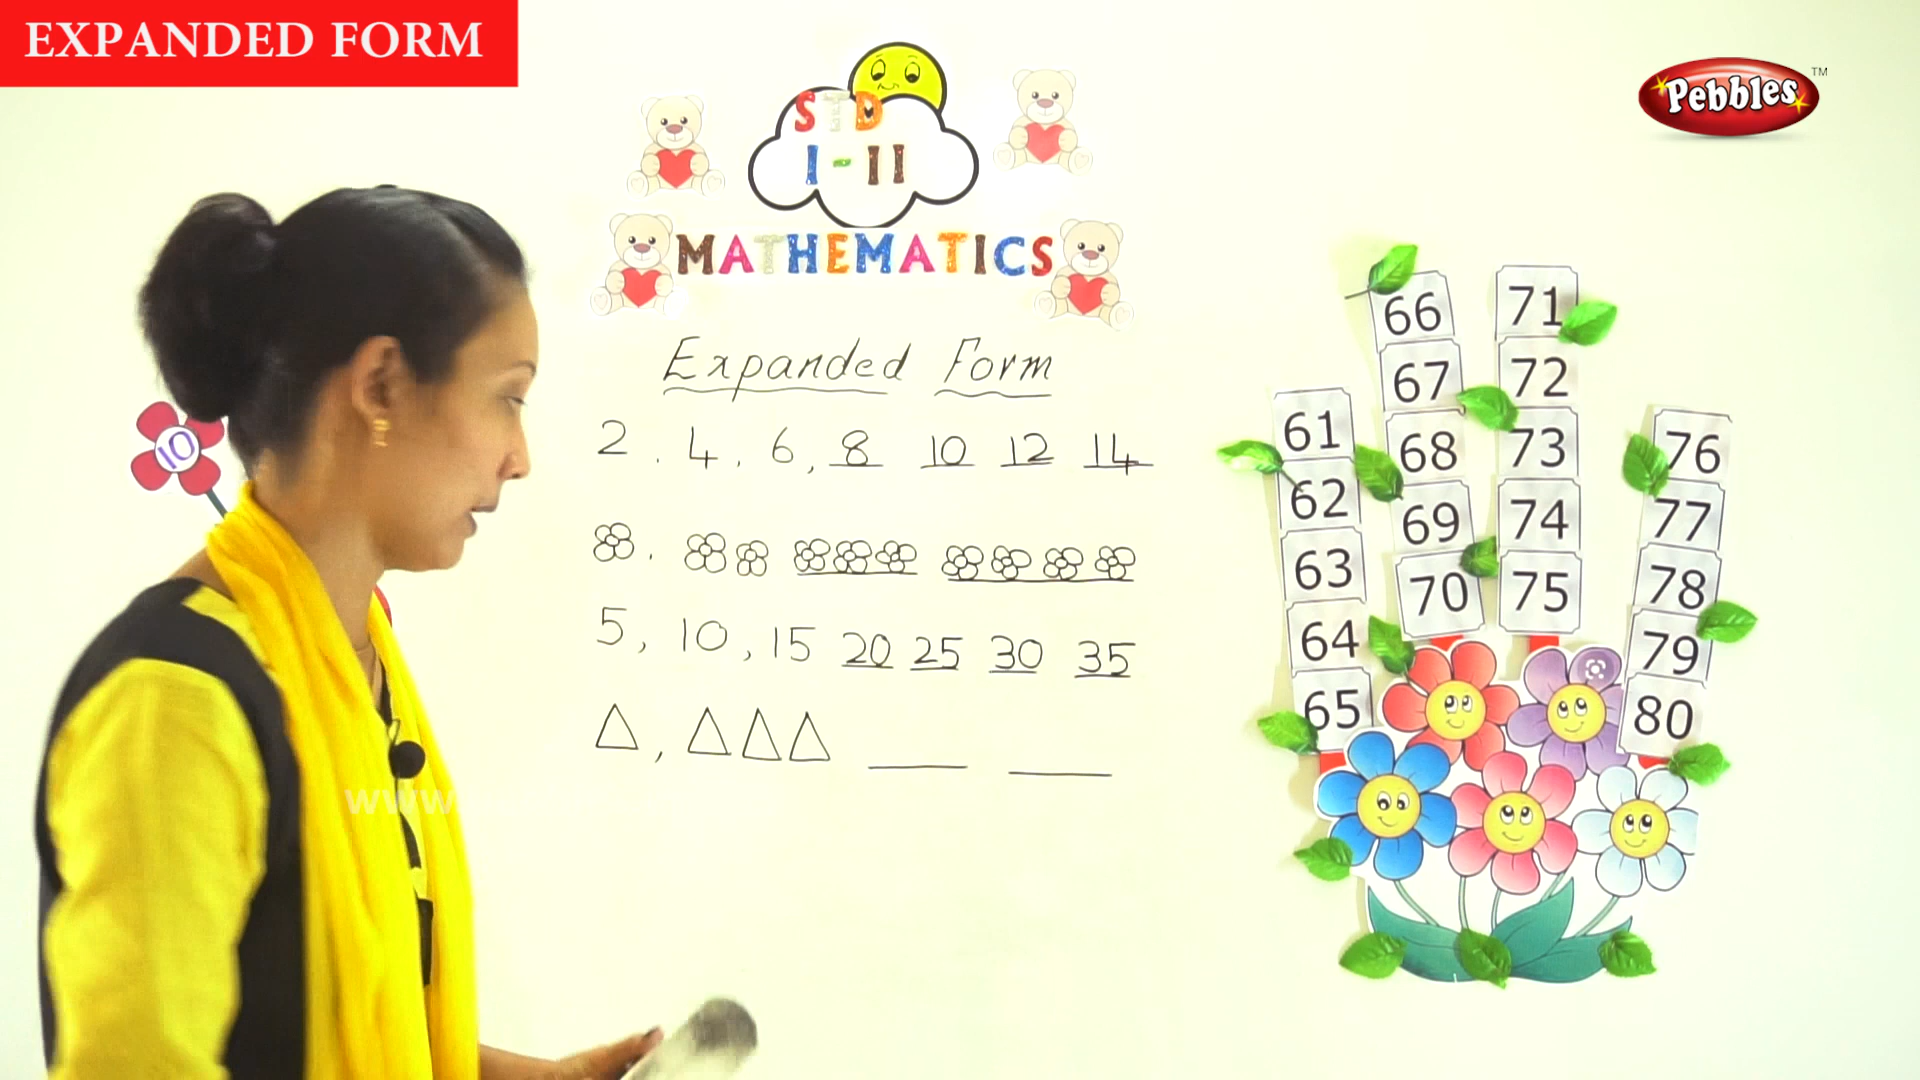 EXPANDED FORM
Pebbles™
STD
I-II
MATHEMATICS
Expanded Form
2, 4, 6, 8 10 12 14
5, 10, 15 20 25 30 35
10
www.
66
67
68
69
70
71
72
73
74
75
61
62
63
64
65
76
77
78
79
80